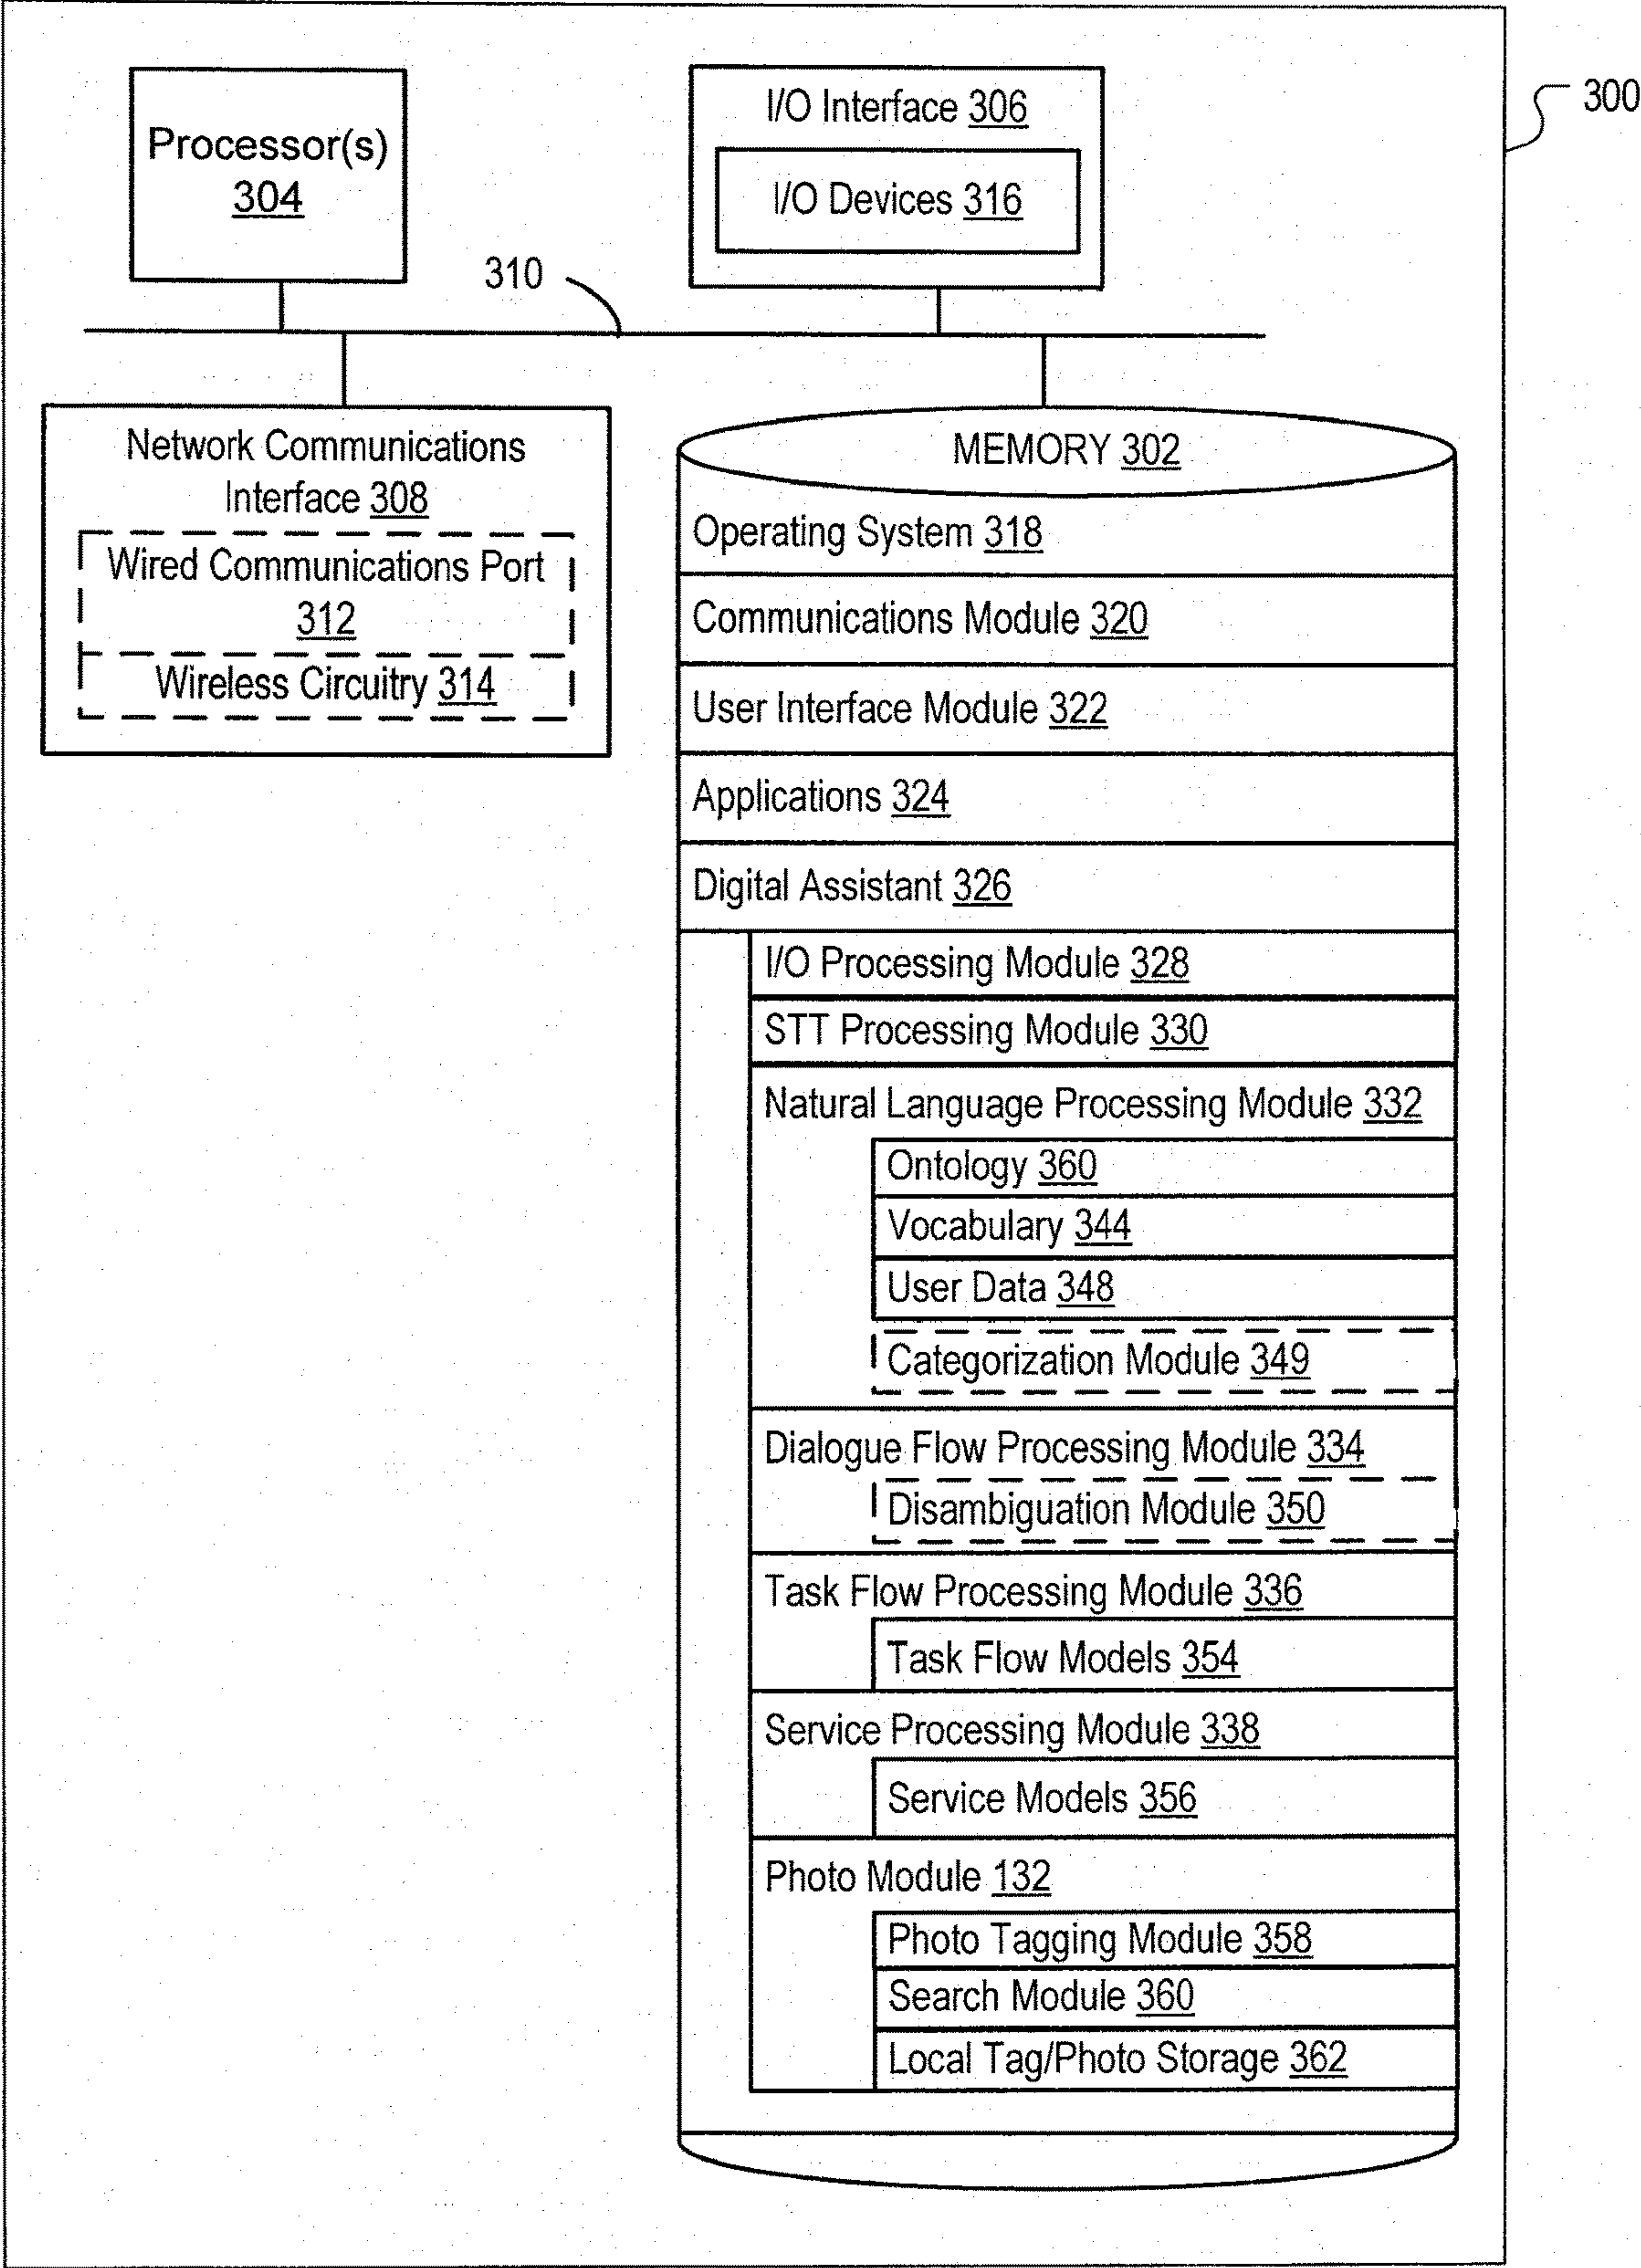 300
Processor(s)
304
I/O Interface 306
I/O Devices 316
310
Network Communications
Interface 308
Wired Communications Port
312
Wireless Circuitry 314
MEMORY 302
Operating System 318
Communications Module 320
User Interface Module 322
Applications 324
Digital Assistant 326
I/O Processing Module 328
STT Processing Module 330
Natural Language Processing Module 332
Ontology 360
Vocabulary 344
User Data 348
Categorization Module 349
Dialogue Flow Processing Module 334
Disambiguation Module 350
Task Flow Processing Module 336
Task Flow Models 354
Service Processing Module 338
Service Models 356
Photo Module 132
Photo Tagging Module 358
Search Module 360
Local Tag/Photo Storage 362